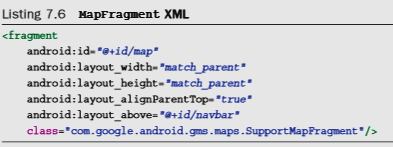 Listing 7.6 MapFragment XML
<fragment
android:id="@+id/map"
android:layout_width="match_parent"
android:layout_height="match_parent"
android:layout_alignParentTop="true"
android:layout_above="@+id/navbar"
class="com.google.android.gms.maps.SupportMapFragment"/>